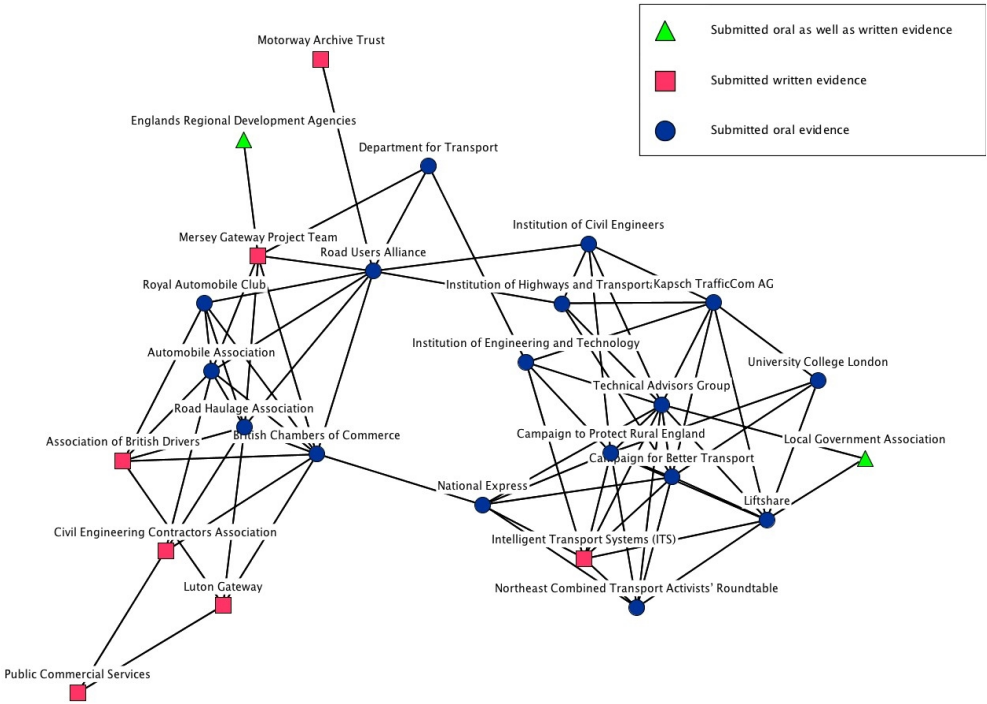 Motorway Archive Trust
Submitted oral as well as written evidence
Submitted written evidence
Submitted oral evidence
Englands Regional Development Agencies
Department for Transport
Institution of Civil Engineers
Mersey Gateway Project Team
Road Users Alliance
Royal Automobile Club
Institution of Highways and Transport
Kapsch TrafficCom AG
Institution of Engineering and Technology
Automobile Association
University College London
Technical Advisors Group
Road Haulage Association
British Chambers of Commerce
Campaign to Protect Rural England
Association of British Drivers
Local Government Association
Campaign for Better Transport
National Express
Liftshare
Civil Engineering Contractors Association
Intelligent Transport Systems (ITS)
Luton Gateway
Northeast Combined Transport Activists' Roundtable
Public Commercial Services